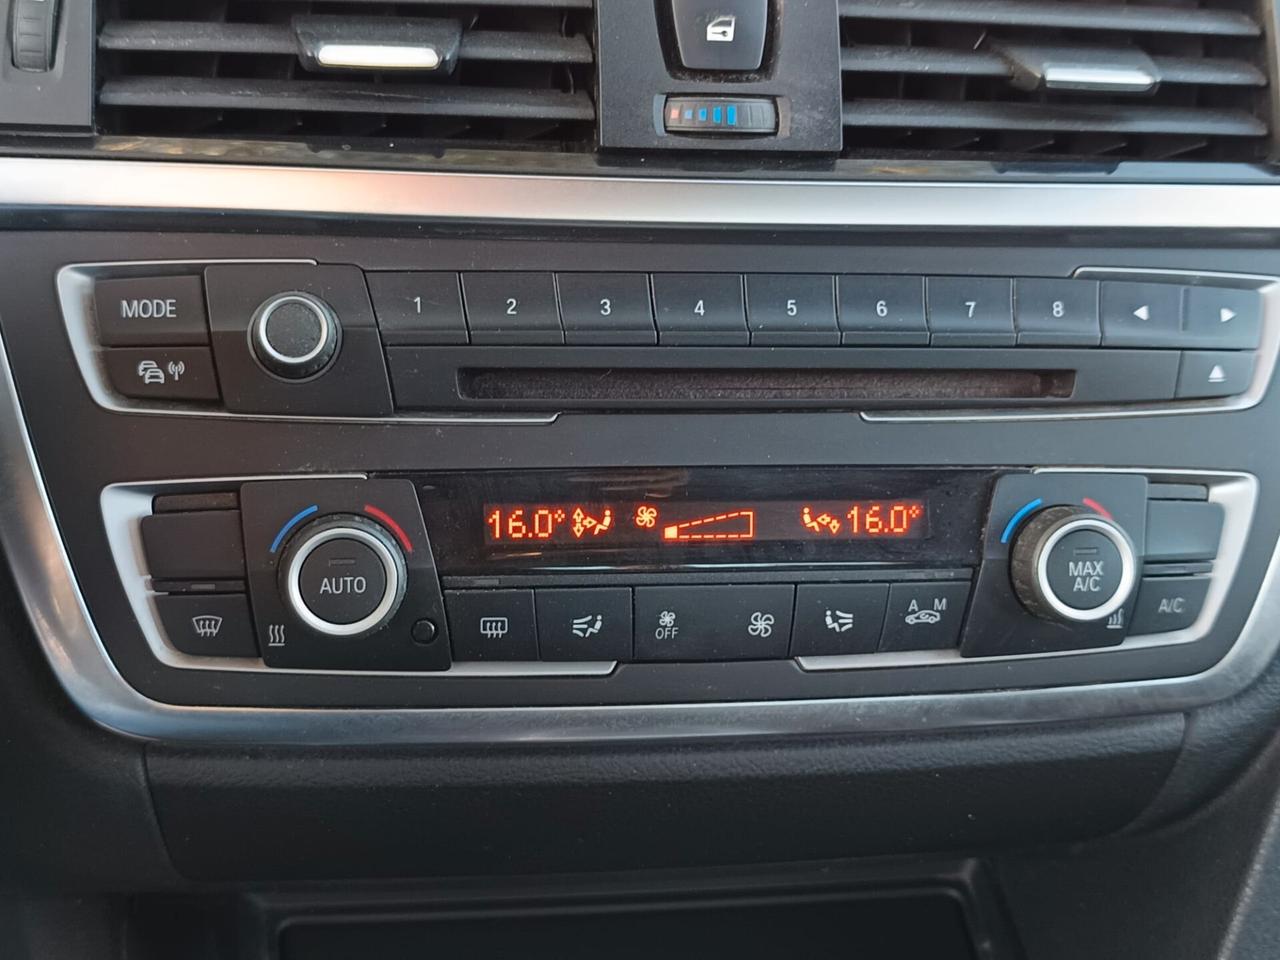 MODE
1 2 3 4 5 6 7 8
16.0° 16.0°
AUTO
MAX
A/C
A/C
OFF
A M